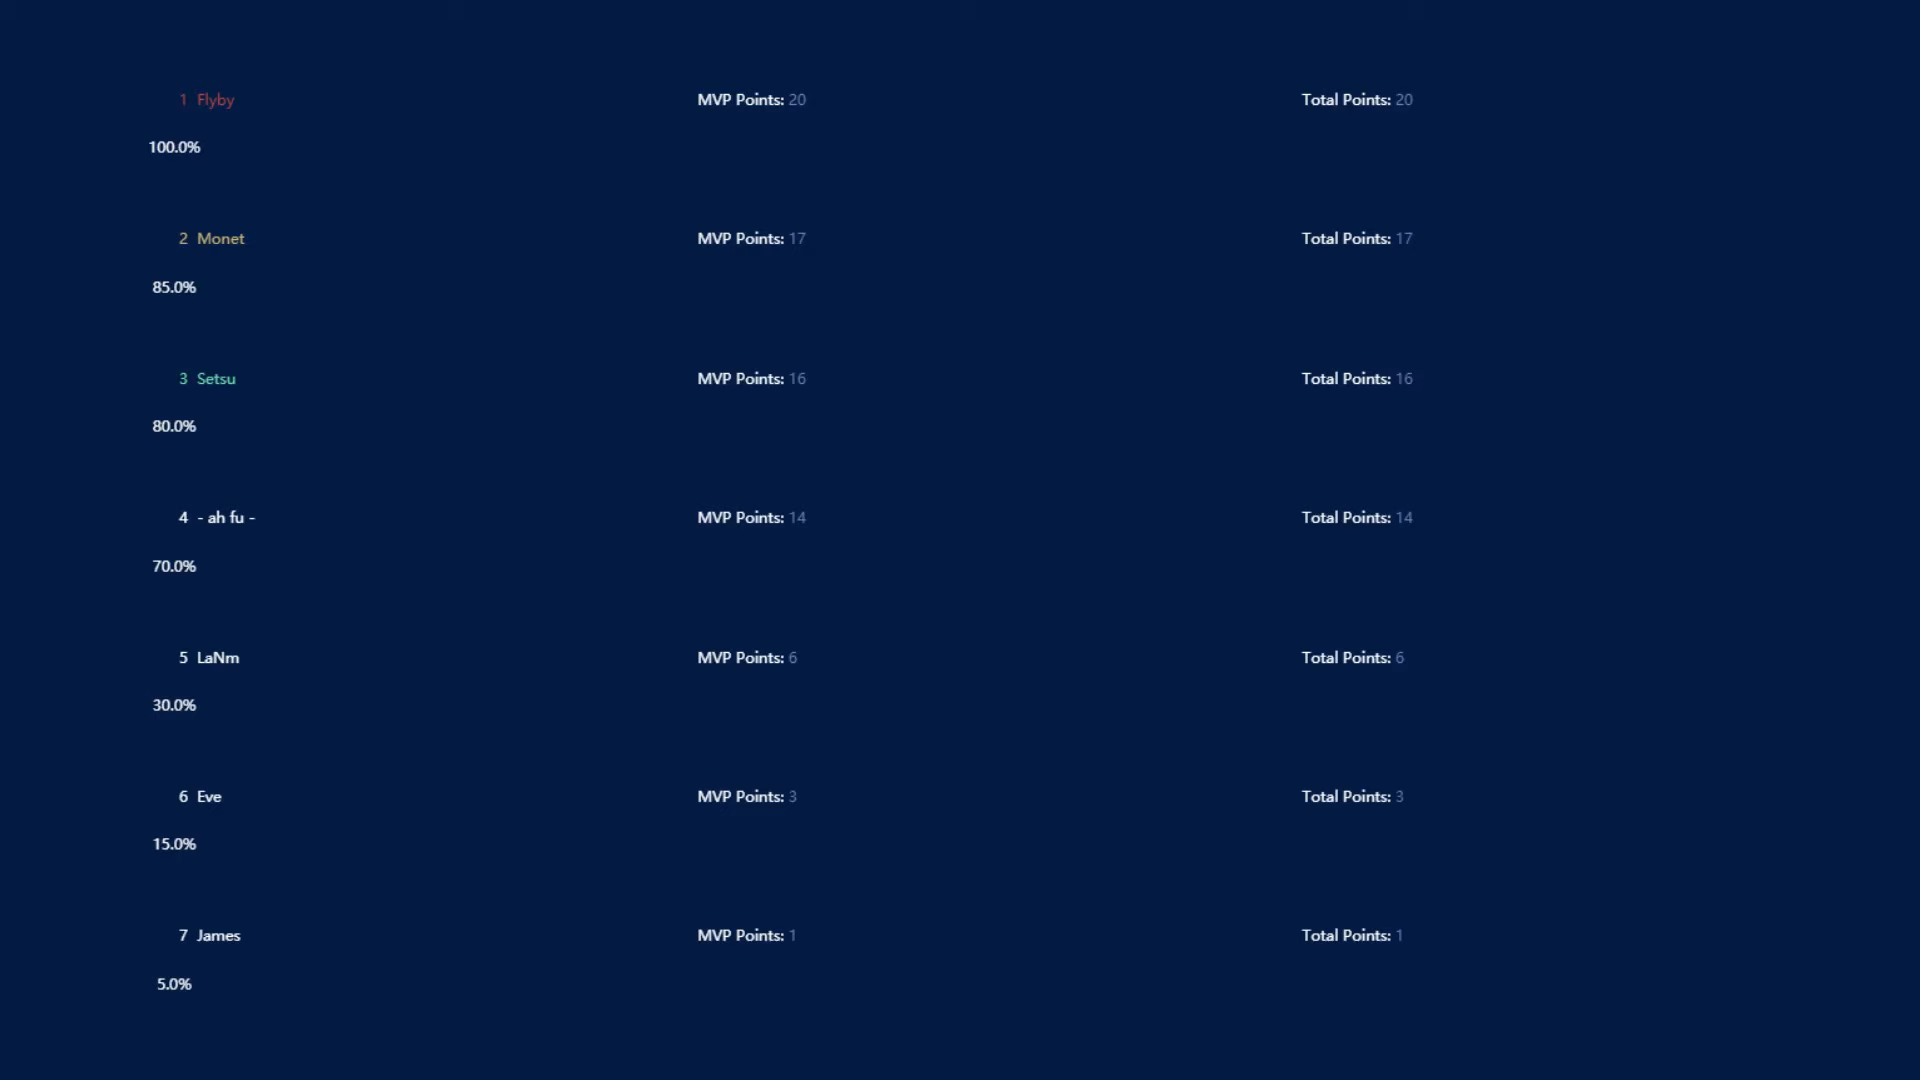 1 Flyby MVP Points: 20 Total Points: 20
100.0%
2 Monet MVP Points: 17 Total Points: 17
85.0%
3 Setsu MVP Points: 16 Total Points: 16
80.0%
4 - ah fu - MVP Points: 14 Total Points: 14
70.0%
5 LaNm MVP Points: 6 Total Points: 6
30.0%
6 Eve MVP Points: 3 Total Points: 3
15.0%
7 James MVP Points: 1 Total Points: 1
5.0%